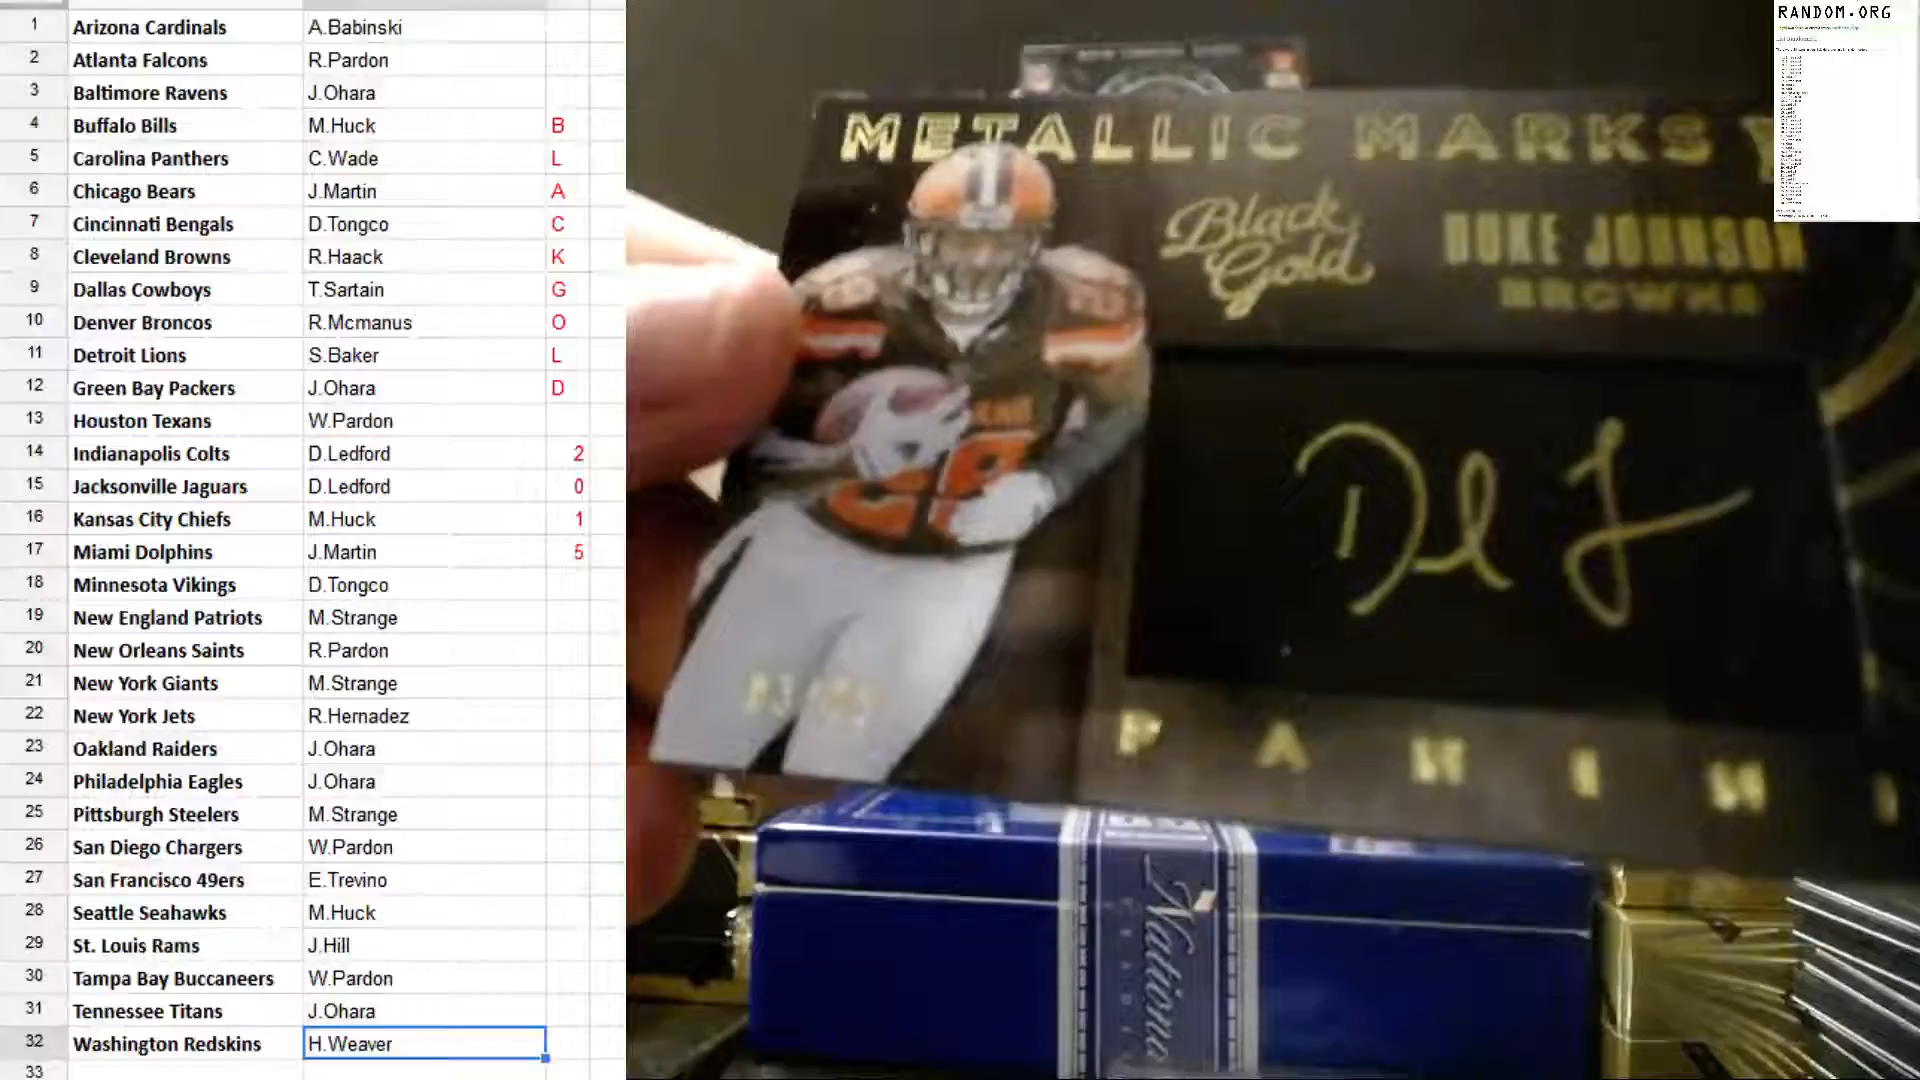 1 Arizona Cardinals A.Babinski
2 Atlanta Falcons R.Pardon
3 Baltimore Ravens J.Ohara
4 Buffalo Bills M.Huck B
5 Carolina Panthers C.Wade L
6 Chicago Bears J.Martin A
7 Cincinnati Bengals D.Tongco C
8 Cleveland Browns R.Haack K
9 Dallas Cowboys T.Sartain G
10 Denver Broncos R.Mcmanus O
11 Detroit Lions S.Baker L
12 Green Bay Packers J.Ohara D
13 Houston Texans W.Pardon
14 Indianapolis Colts D.Ledford 2
15 Jacksonville Jaguars D.Ledford 0
16 Kansas City Chiefs M.Huck 1
17 Miami Dolphins J.Martin 5
18 Minnesota Vikings D.Tongco
19 New England Patriots M.Strange
20 New Orleans Saints R.Pardon
21 New York Giants M.Strange
22 New York Jets R.Hernadez
23 Oakland Raiders J.Ohara
24 Philadelphia Eagles J.Ohara
25 Pittsburgh Steelers M.Strange
26 San Diego Chargers W.Pardon
27 San Francisco 49ers E.Trevino
28 Seattle Seahawks M.Huck
29 St. Louis Rams J.Hill
30 Tampa Bay Buccaneers W.Pardon
31 Tennessee Titans J.Ohara
32 Washington Redskins H.Weaver
33
RANDOM.ORG
METALLIC MARKS
Black Gold
DUKE JOHNSON
BROWNS
PANINI